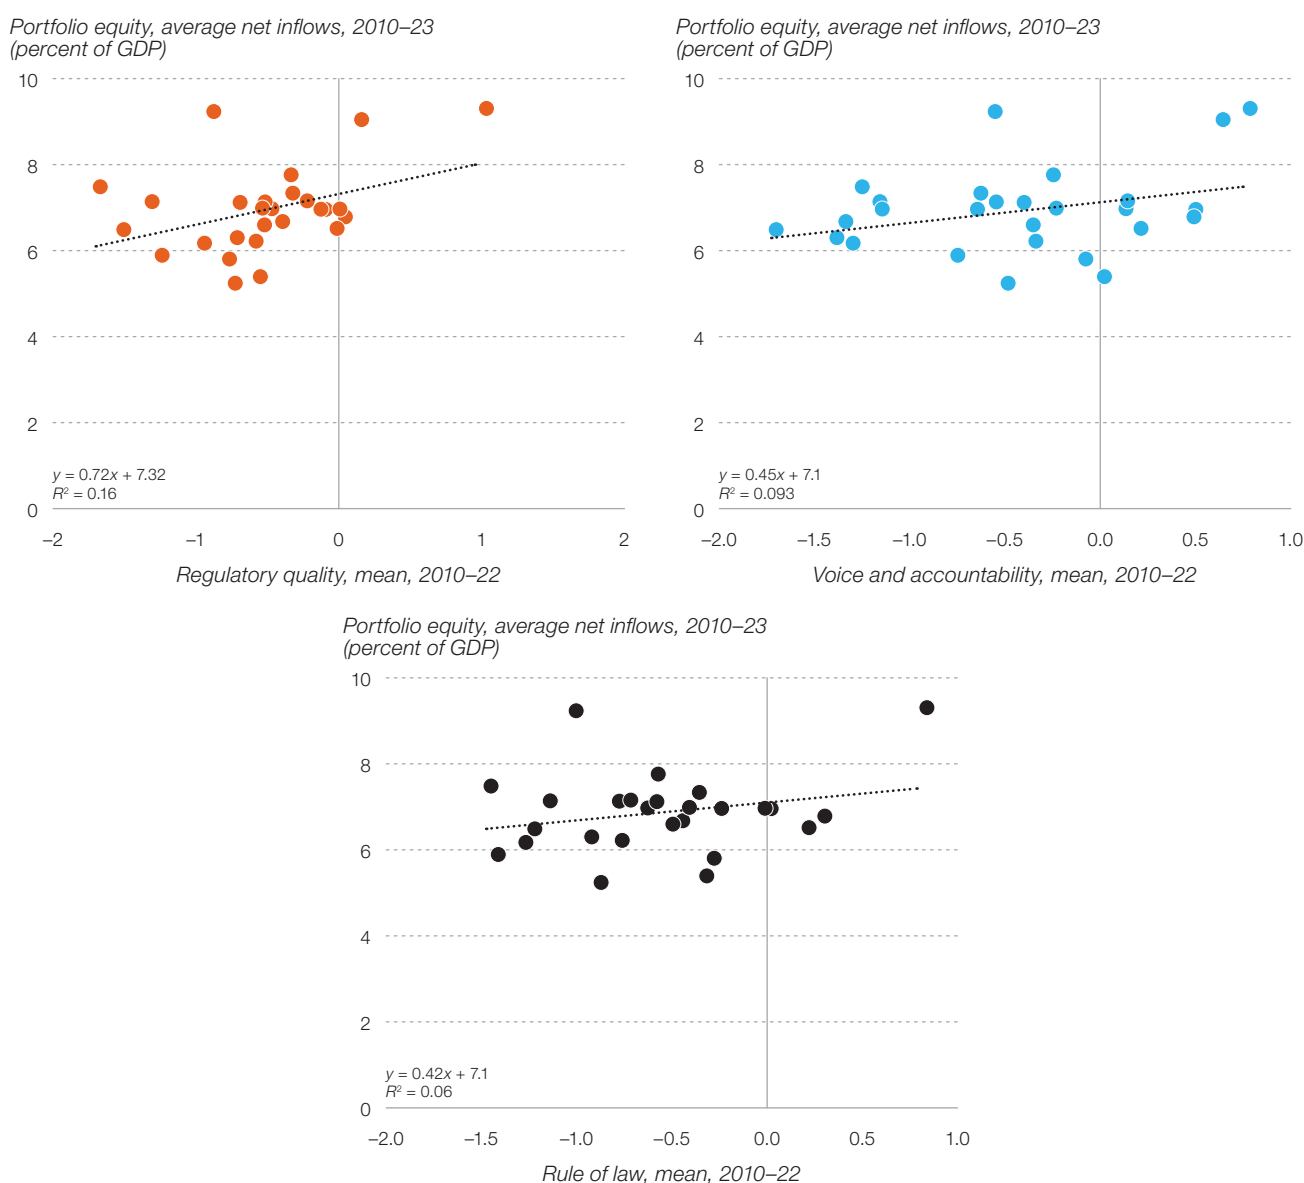 Portfolio equity, average net inflows, 2010–23
(percent of GDP)
10
8
6
4
2
0
y = 0.72x + 7.32
R² = 0.16
–2
–1
0
1
2
Regulatory quality, mean, 2010–22
Portfolio equity, average net inflows, 2010–23
(percent of GDP)
10
8
6
4
2
0
y = 0.45x + 7.1
R² = 0.093
–2.0
–1.5
–1.0
–0.5
0.0
0.5
1.0
Voice and accountability, mean, 2010–22
Portfolio equity, average net inflows, 2010–23
(percent of GDP)
10
8
6
4
2
0
y = 0.42x + 7.1
R² = 0.06
–2.0
–1.5
–1.0
–0.5
0.0
0.5
1.0
Rule of law, mean, 2010–22